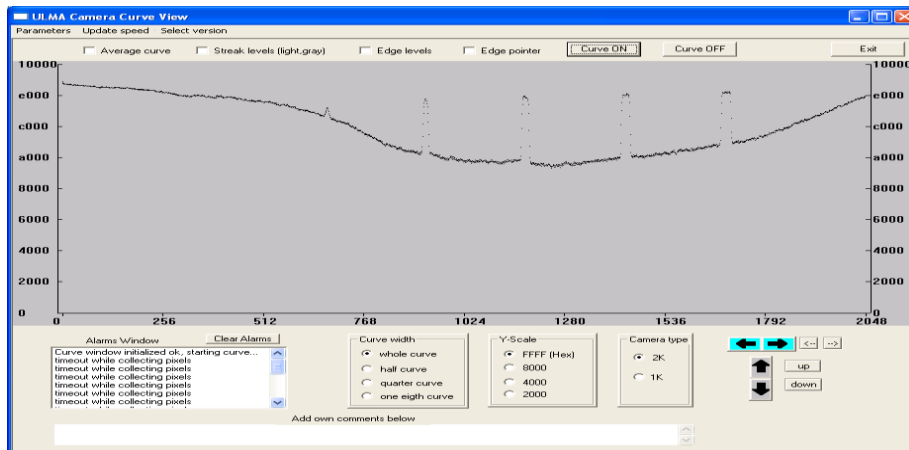 ULMA Camera Curve View
Parameters Update speed Select version
Average curve Streak levels (light,gray) Edge levels Edge pointer Curve ON Curve OFF Exit
10000 10000
e000 e000
c000 c000
a000 a000
8000 8000
6000 6000
4000 4000
2000 2000
0 0
0 256 512 768 1024 1280 1536 1792 2048
Alarms Window Clear Alarms Curve width Y-Scale Camera type
Curve window initialized ok, starting curve... whole curve FFFF (Hex) 2K <-- -->
timeout while collecting pixels half curve 8000 1K up
timeout while collecting pixels quarter curve 4000 down
timeout while collecting pixels one eigth curve 2000
timeout while collecting pixels
timeout while collecting pixels
Add own comments below